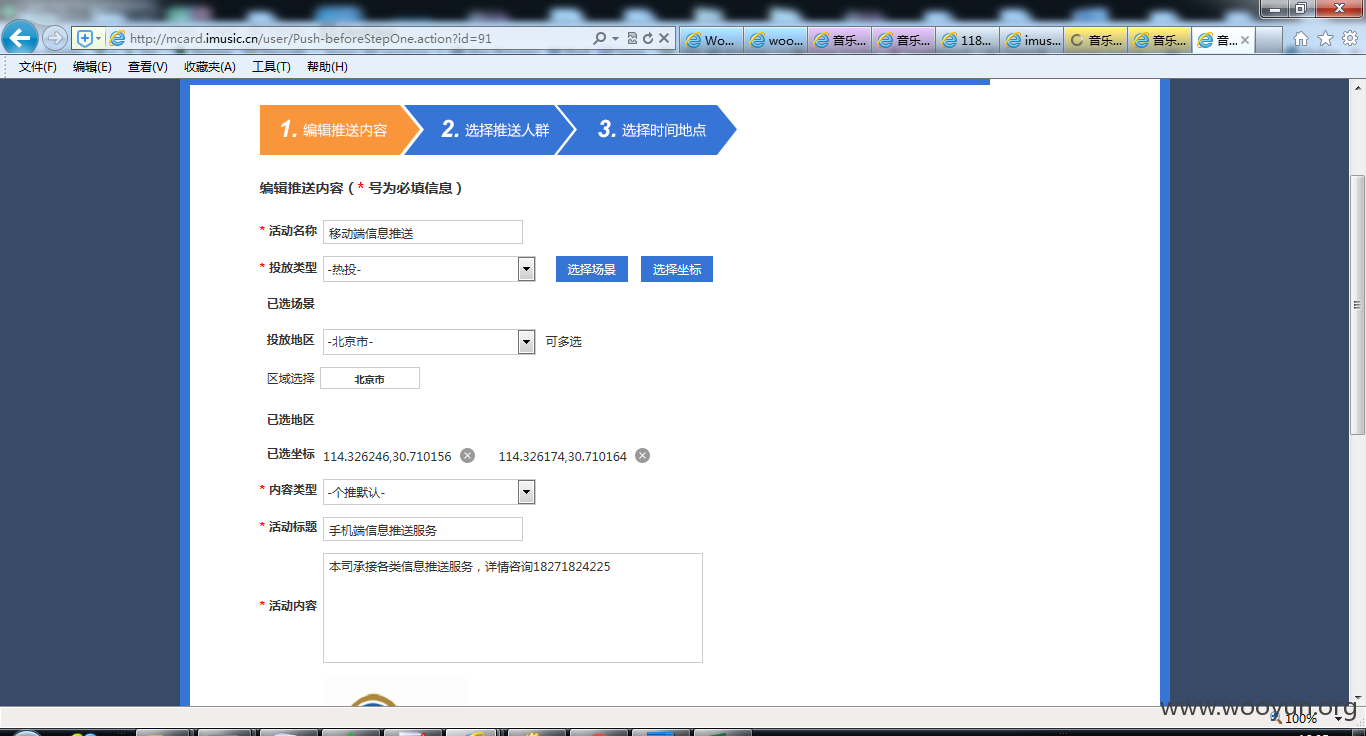 http://mcard.imusic.cn/user/Push-beforeStepOne.action?id=91
Wo...
woo...
音乐...
音乐...
118...
imus...
音乐...
音乐...
音...
文件(F) 编辑(E) 查看(V) 收藏夹(A) 工具(T) 帮助(H)
1. 编辑推送内容
2. 选择推送人群
3. 选择时间地点
编辑推送内容（* 号为必填信息）
* 活动名称 移动端信息推送
* 投放类型 -热投- 选择场景 选择坐标
已选场景
投放地区 -北京市- 可多选
区域选择 北京市
已选地区
已选坐标 114.326246,30.710156 114.326174,30.710164
* 内容类型 -个推默认-
* 活动标题 手机端信息推送服务
本司承接各类信息推送服务，详情咨询18271824225
* 活动内容
www.wooyun.org
100%